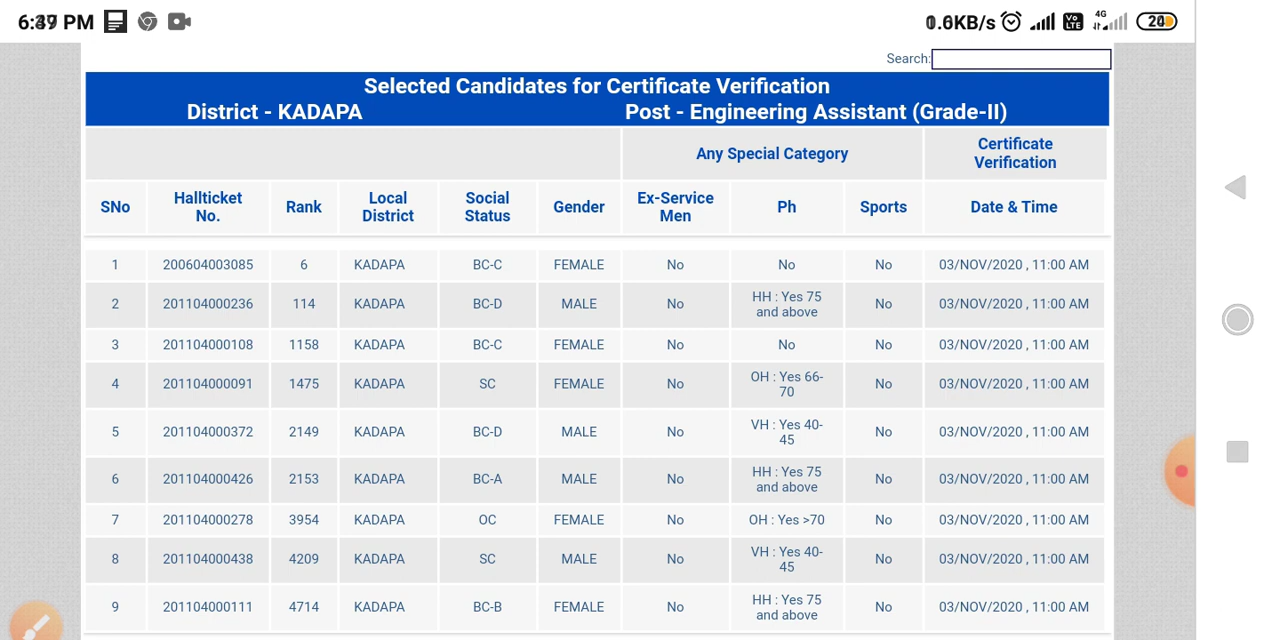 PM
VO LTE
4G
Search:
Selected Candidates for Certificate Verification
District - KADAPA Post - Engineering Assistant (Grade-II)
Any Special Category Certificate Verification
SNo Hallticket No. Rank Local District Social Status Gender Ex-Service Men Ph Sports Date & Time
1 200604003085 6 KADAPA BC-C FEMALE No No No 03/NOV/2020 , 11:00 AM
2 201104000236 114 KADAPA BC-D MALE No HH : Yes 75 and above No 03/NOV/2020 , 11:00 AM
3 201104000108 1158 KADAPA BC-C FEMALE No No No 03/NOV/2020 , 11:00 AM
4 201104000091 1475 KADAPA SC FEMALE No OH : Yes 66-70 No 03/NOV/2020 , 11:00 AM
5 201104000372 2149 KADAPA BC-D MALE No VH : Yes 40-45 No 03/NOV/2020 , 11:00 AM
6 201104000426 2153 KADAPA BC-A MALE No HH : Yes 75 and above No 03/NOV/2020 , 11:00 AM
7 201104000278 3954 KADAPA OC FEMALE No OH : Yes >70 No 03/NOV/2020 , 11:00 AM
8 201104000438 4209 KADAPA SC MALE No VH : Yes 40-45 No 03/NOV/2020 , 11:00 AM
9 201104000111 4714 KADAPA BC-B FEMALE No HH : Yes 75 and above No 03/NOV/2020 , 11:00 AM